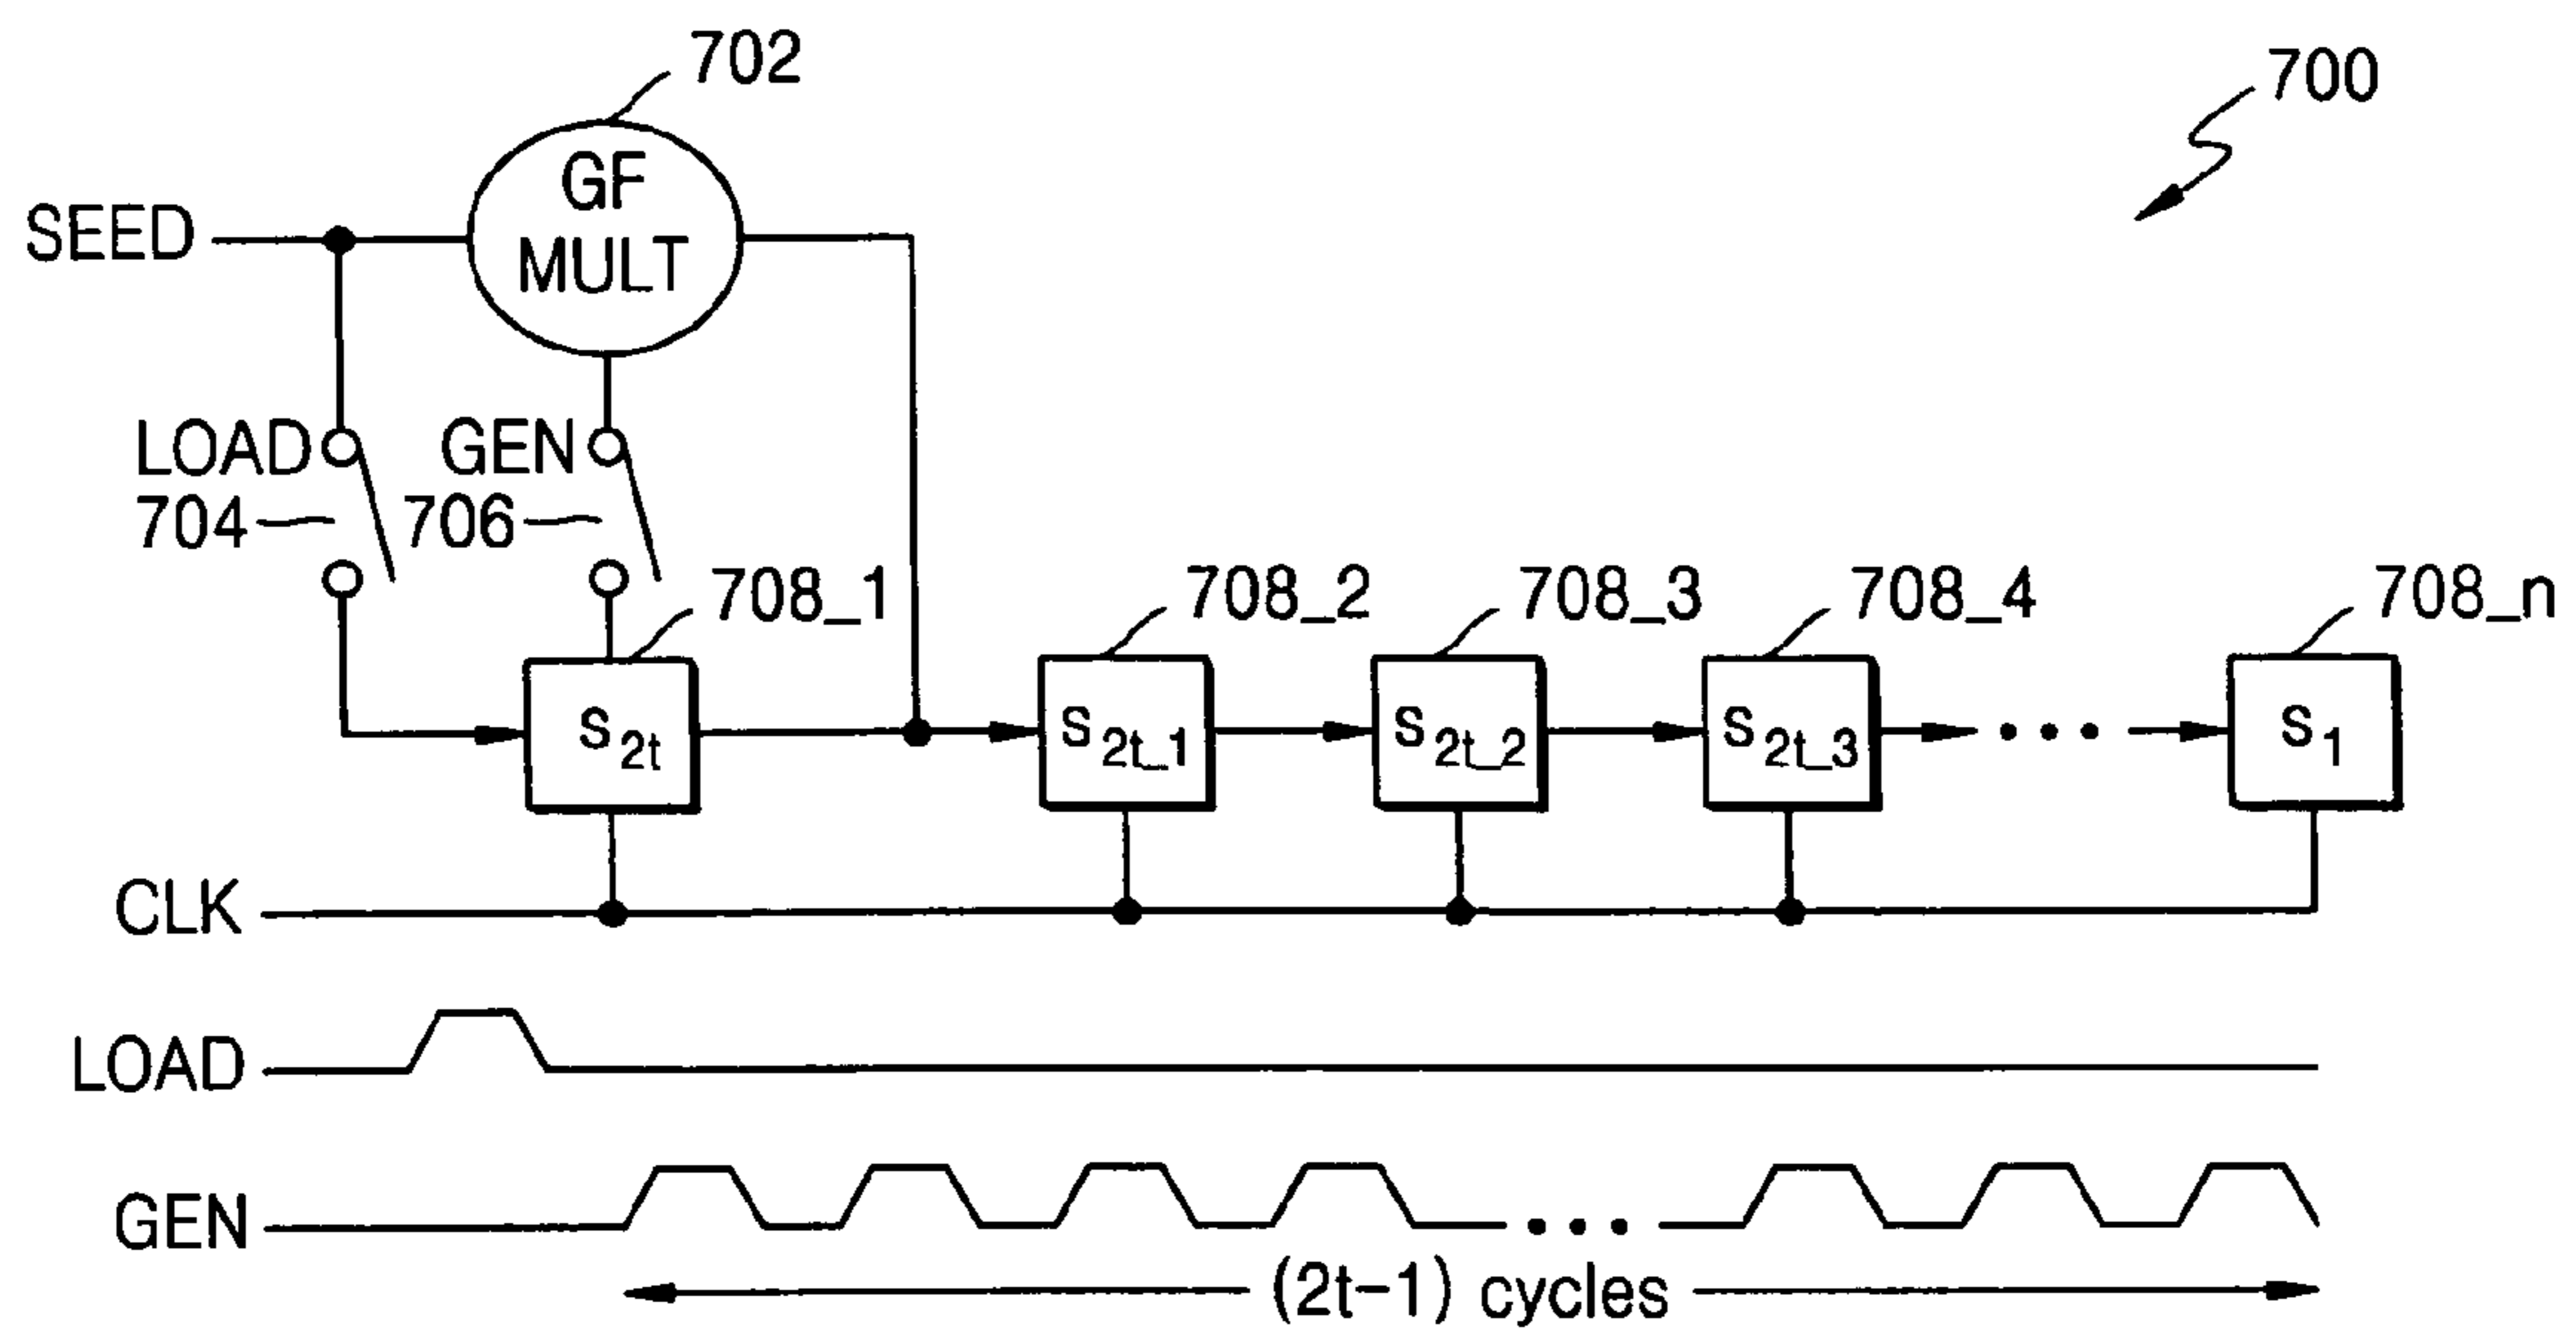 702
700
GF
MULT
SEED
LOAD
GEN
704
706
708_1
708_2
708_3
708_4
708_n
S2t
S2t_1
S2t_2
S2t_3
• • •
S1
CLK
LOAD
GEN
• • •
(2t-1) cycles